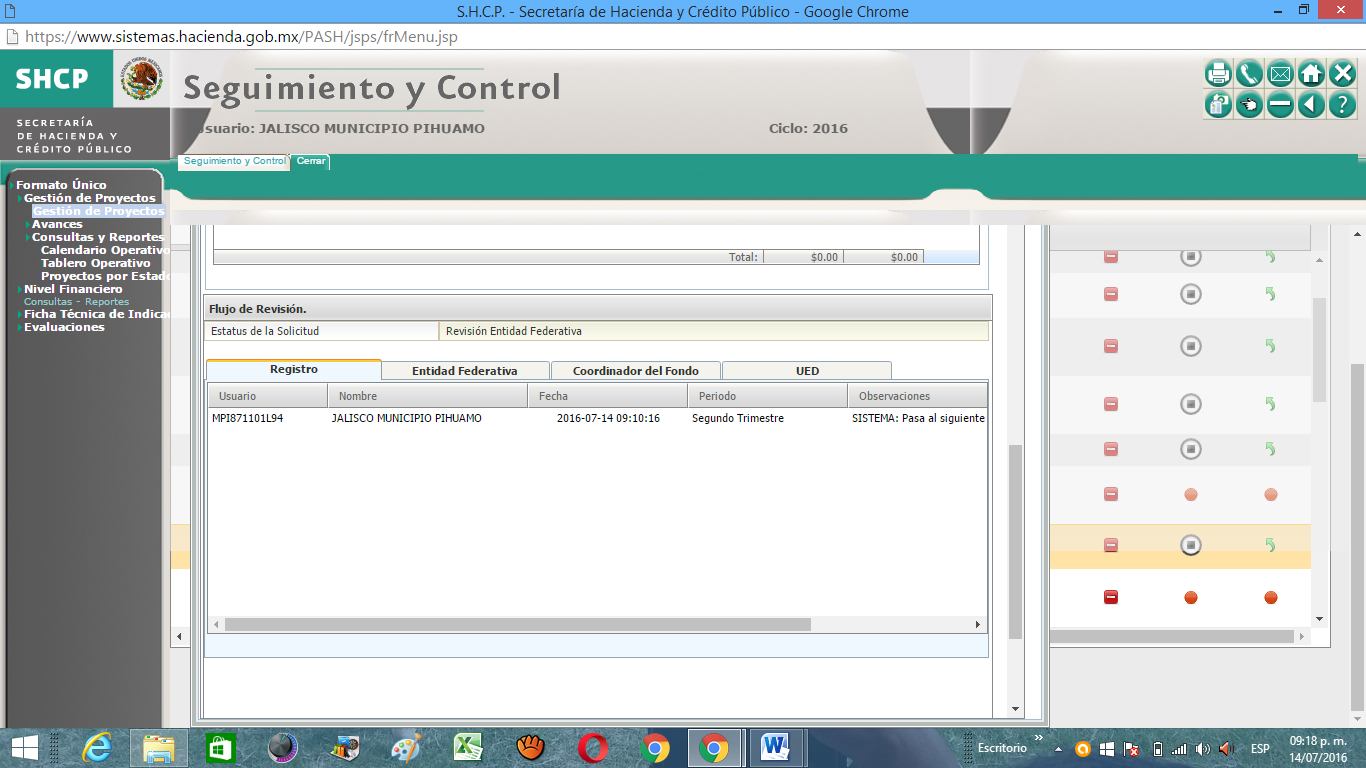 S.H.C.P. - Secretaría de Hacienda y Crédito Público - Google Chrome
https://www.sistemas.hacienda.gob.mx/PASH/jsps/frMenu.jsp
SHCP
Seguimiento y Control
SECRETARÍA
DE HACIENDA Y
CRÉDITO PÚBLICO
Usuario: JALISCO MUNICIPIO PIHUAMO
Ciclo: 2016
Seguimiento y Control
Cerrar
Formato Único
Gestión de Proyectos
Gestión de Proyectos
Avances
Consultas y Reportes
Calendario Operativo
Tablero Operativo
Proyectos por Estado
Nivel Financiero
Consultas - Reportes
Ficha Técnica de Indica
Evaluaciones
Total: $0.00 $0.00
Flujo de Revisión.
Estatus de la Solicitud Revisión Entidad Federativa
Registro Entidad Federativa Coordinador del Fondo UED
Usuario Nombre Fecha Periodo Observaciones
MPI871101L94 JALISCO MUNICIPIO PIHUAMO 2016-07-14 09:10:16 Segundo Trimestre SISTEMA: Pasa al siguiente
Escritorio
ESP
09:18 p. m.
14/07/2016